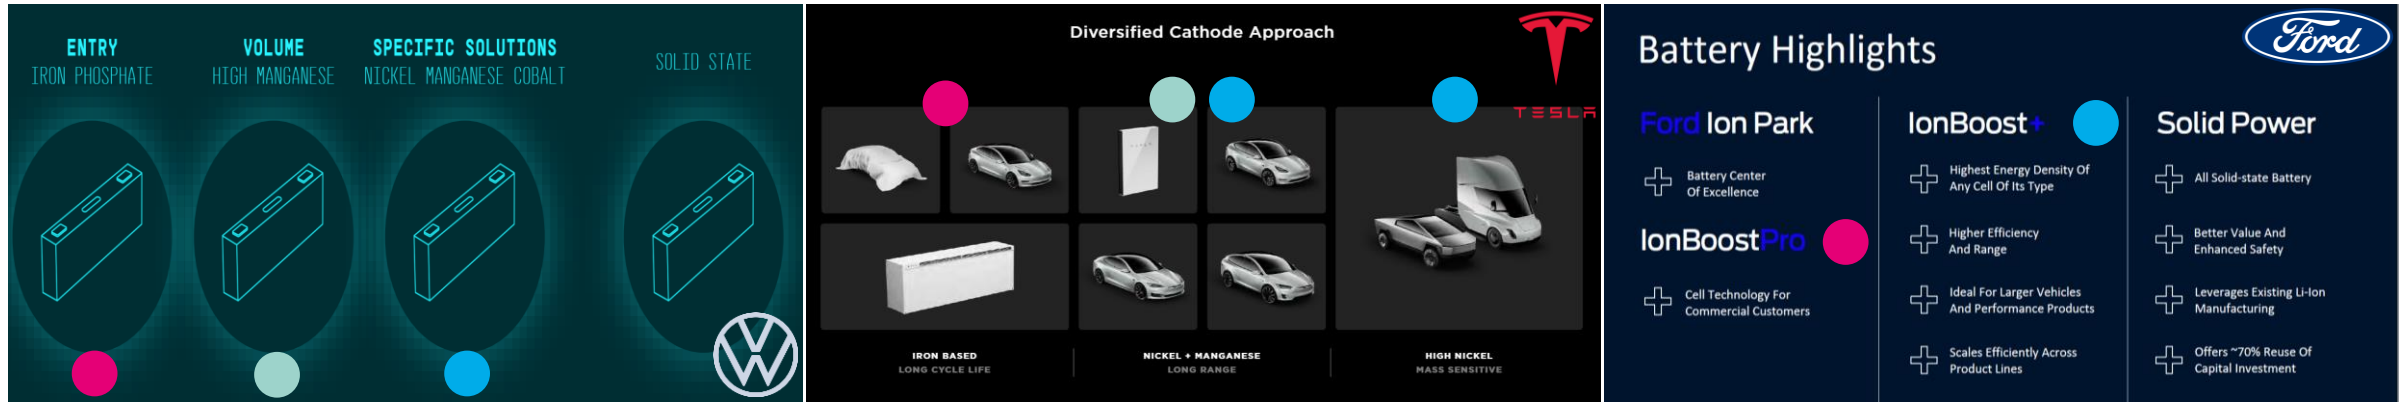 ENTRY
IRON PHOSPHATE
VOLUME
HIGH MANGANESE
SPECIFIC SOLUTIONS
NICKEL MANGANESE COBALT
SOLID STATE
Diversified Cathode Approach
TESLA
IRON BASED
LONG CYCLE LIFE
NICKEL + MANGANESE
LONG RANGE
HIGH NICKEL
MASS SENSITIVE
Ford
Battery Highlights
Ford Ion Park
Battery Center
Of Excellence
IonBoostPro
Cell Technology For
Commercial Customers
IonBoost+
Highest Energy Density Of
Any Cell Of Its Type
Higher Efficiency
And Range
Ideal For Larger Vehicles
And Performance Products
Scales Efficiently Across
Product Lines
Solid Power
All Solid-state Battery
Better Value And
Enhanced Safety
Leverages Existing Li-Ion
Manufacturing
Offers ~70% Reuse Of
Capital Investment